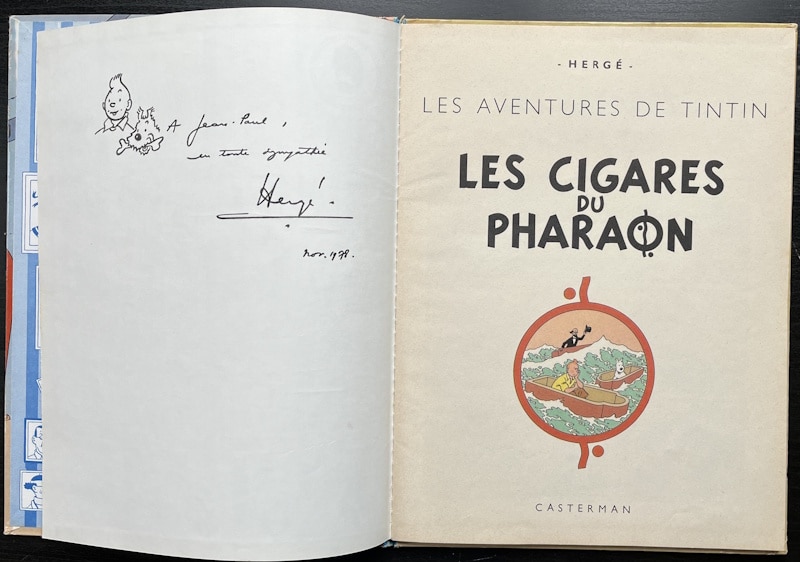 A Jean-Paul,
en toute sympathie
Hergé.
nov. 1978.
- HERGÉ -
LES AVENTURES DE TINTIN
LES CIGARES
DU
PHARAON
CASTERMAN